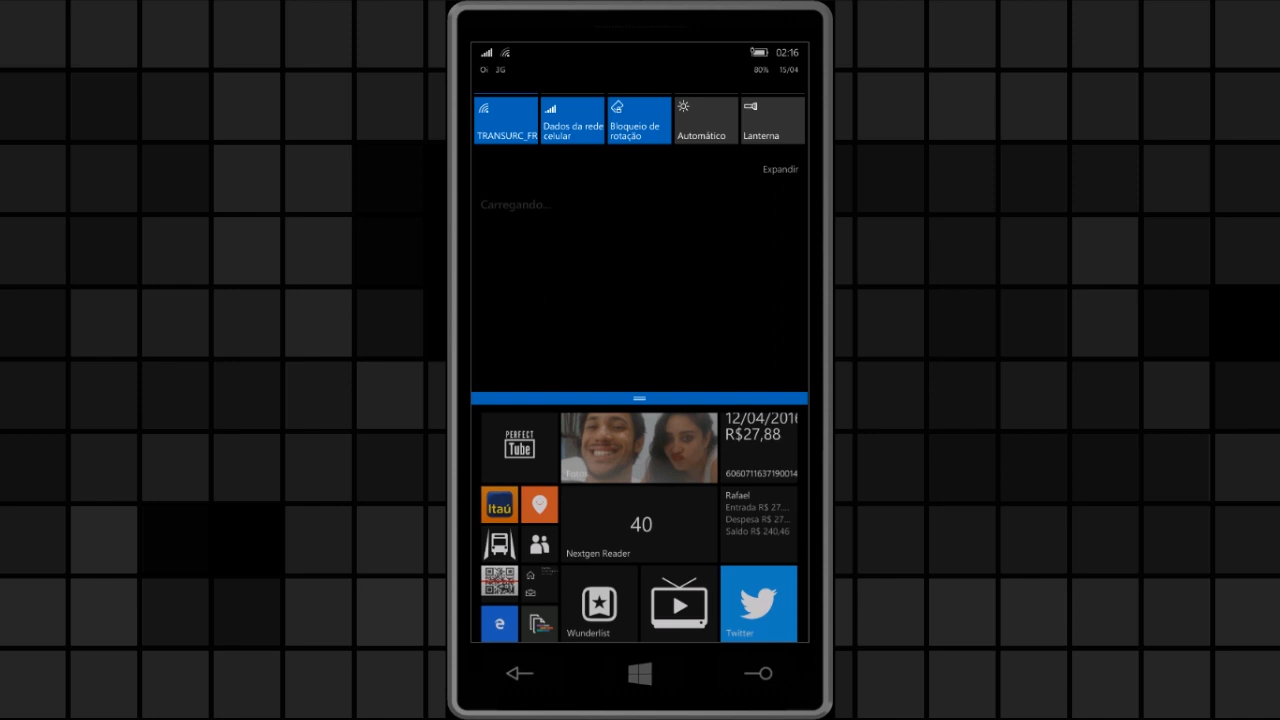 02:16
Oi 3G
80% 15/04
TRANSURC_FR
Dados da rede
celular
Bloqueio de
rotação
Automático
Lanterna
Expandir
Carregando...
PERFECT
Tube
Fotos
12/04/2016
R$27,88
6060711637190014
Itaú
40
Nextgen Reader
Rafael
Entrada R$ 27....
Despesa R$ 27...
Saldo R$ 240,46
Wunderlist
Twitter